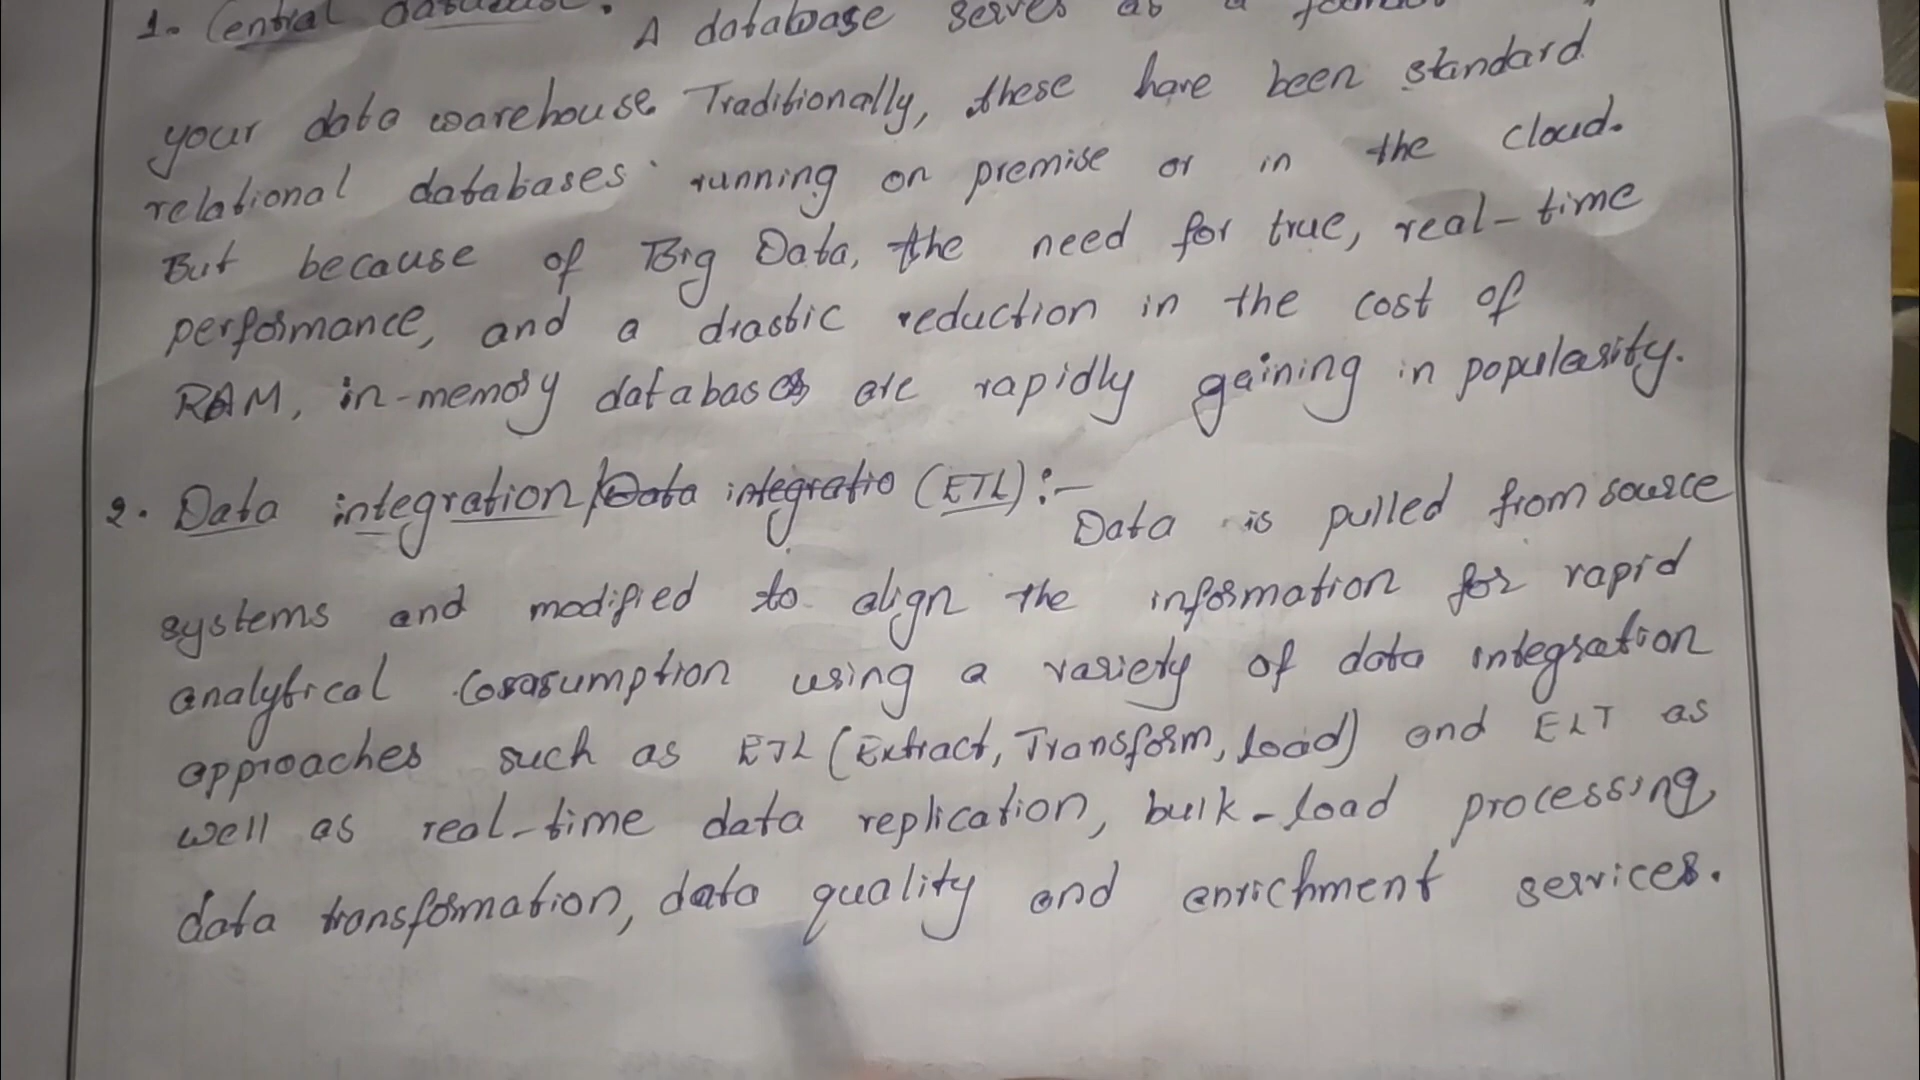 1. Central database: A database serves as a
your data warehouse. Traditionally, these have been standard
relational databases running on premise or in the cloud.
But because of Big Data, the need for true, real-time
performance, and a drastic reduction in the cost of
RAM, in-memory databases are rapidly gaining in popularity.
2. Data integration/Data integratio (ETL):- Data is pulled from source
systems and modified to align the information for rapid
analytical consumption using a variety of data integration
approaches such as ETL (Extract, Transform, load) and ELT as
well as real-time data replication, bulk-load processing,
data transformation, data quality and enrichment services.